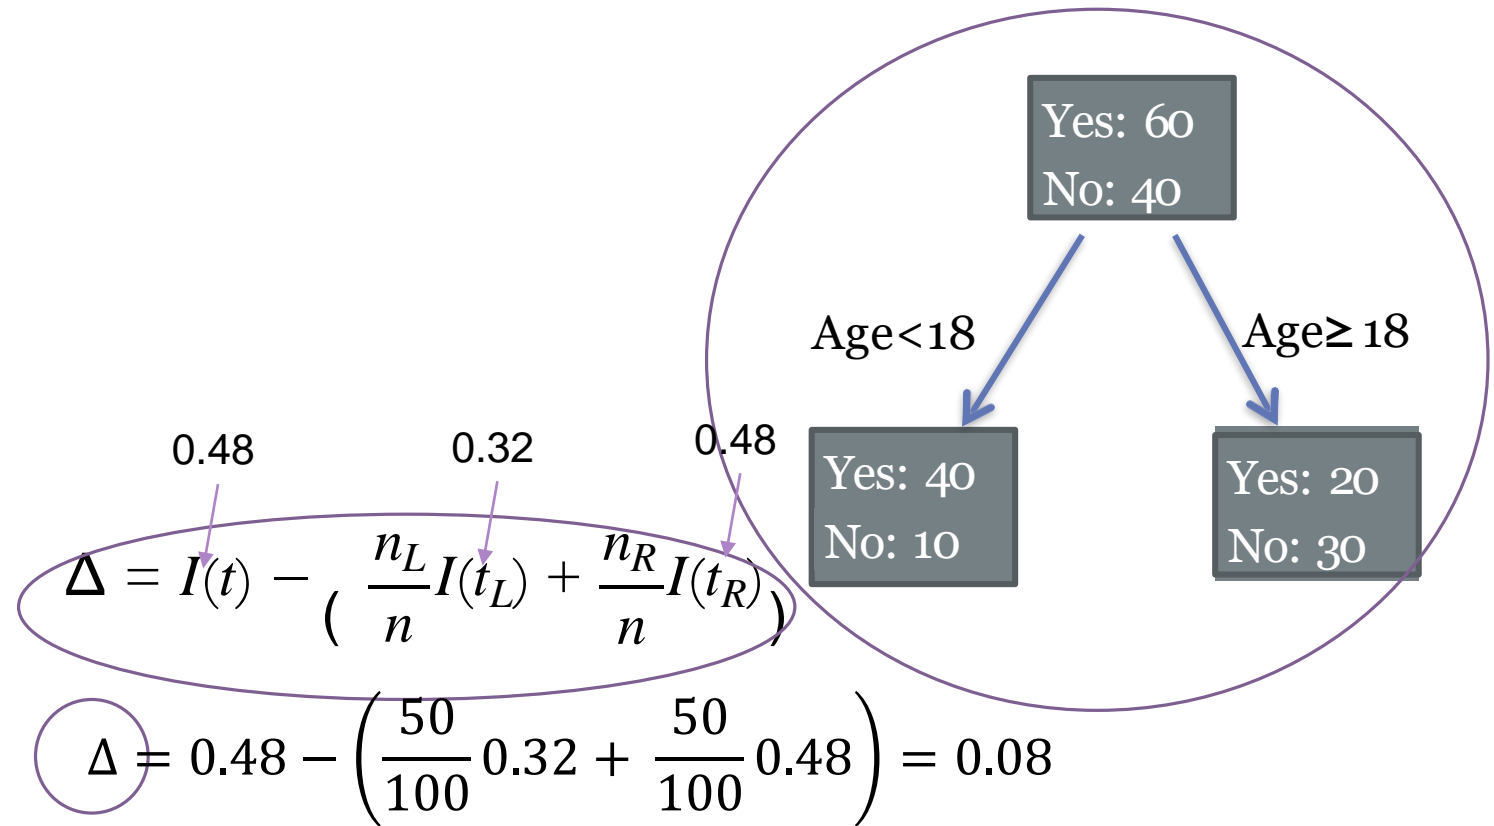 Yes: 60
No: 40
Age<18
Age≥ 18
Yes: 40
No: 10
Yes: 20
No: 30
0.48
0.32
0.48
Δ = I(t) − ( n_L/n I(t_L) + n_R/n I(t_R) )
Δ = 0.48 − (50/100 0.32 + 50/100 0.48) = 0.08